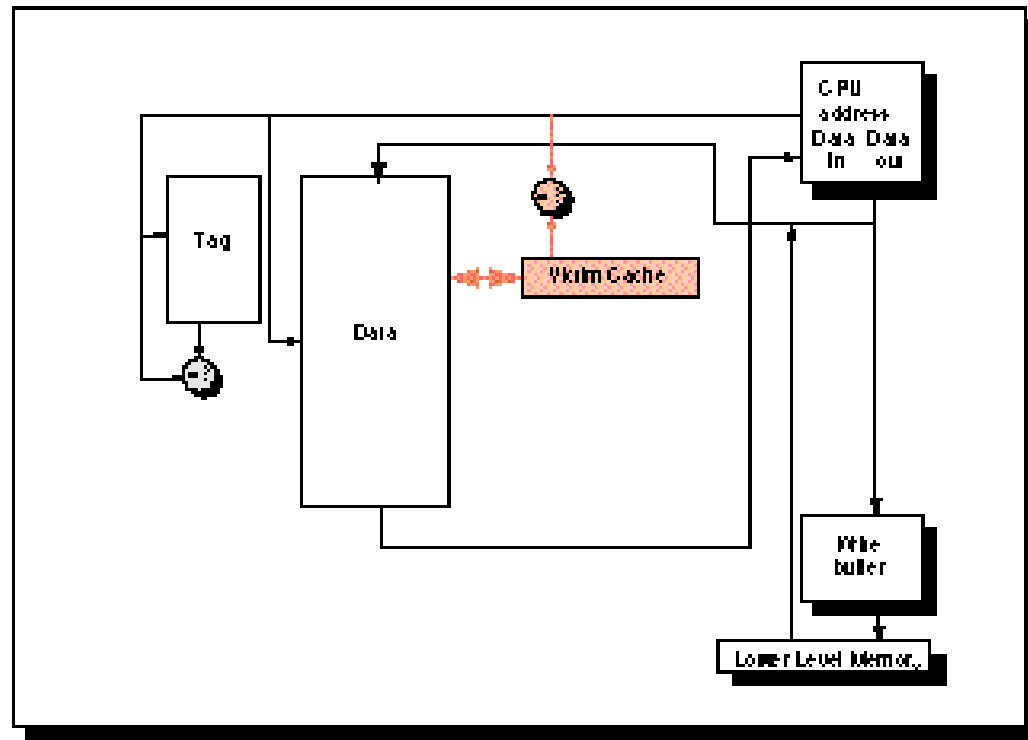 CPU
address
Data Data
in out
=?
Tag
Victim Cache
Data
=?
Write
buffer
Lower Level Memory